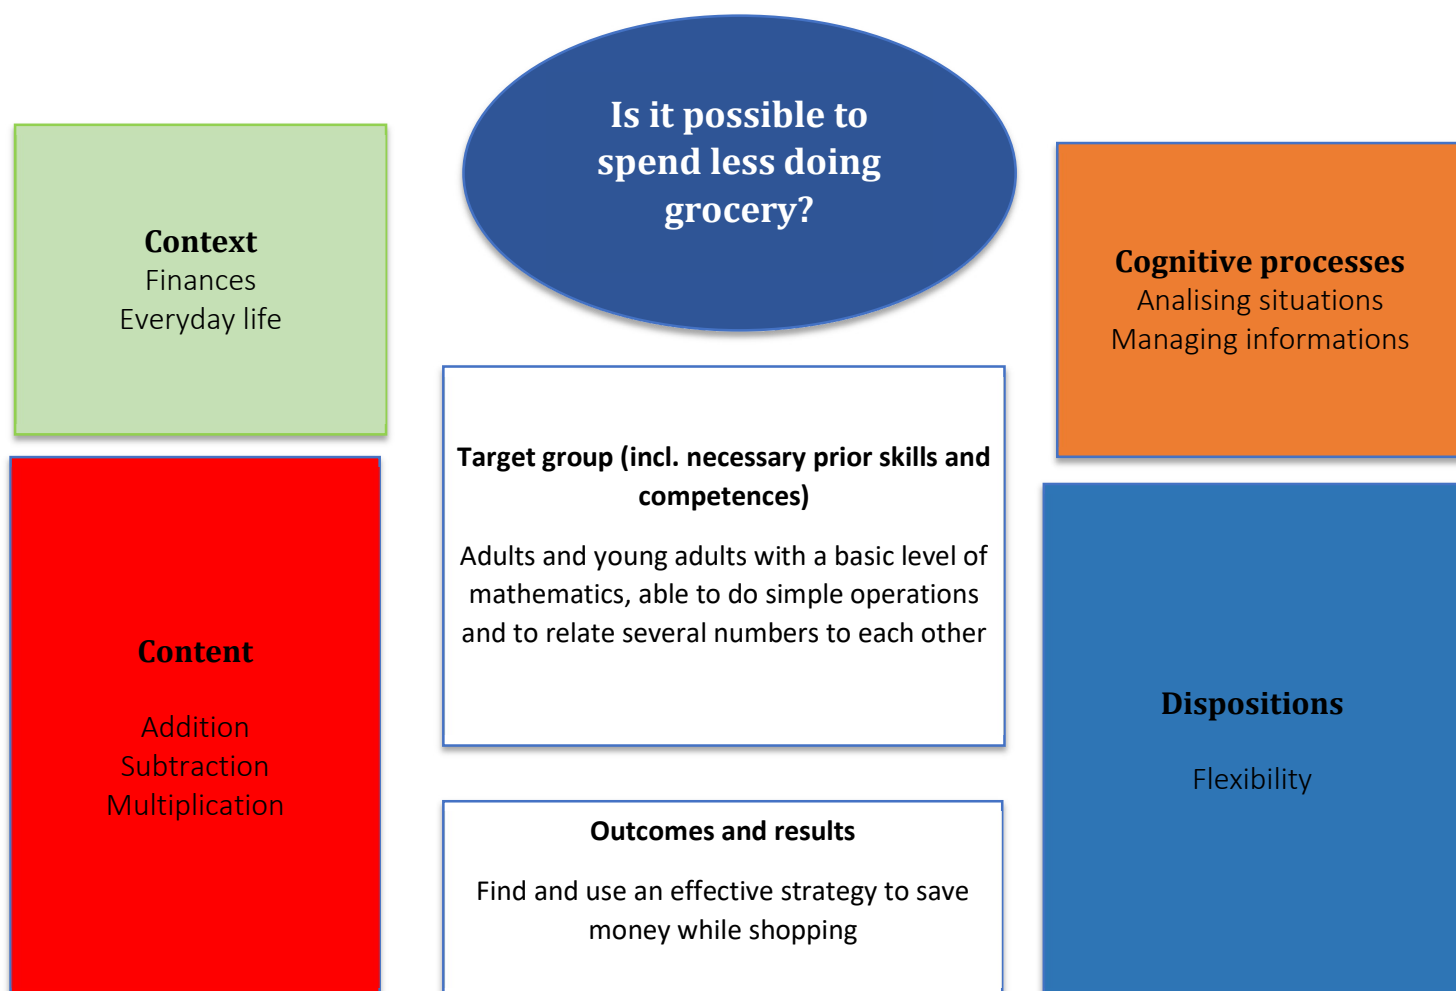 Is it possible to
spend less doing
grocery?
Context
Finances
Everyday life
Cognitive processes
Analising situations
Managing informations
Target group (incl. necessary prior skills and
competences)
Adults and young adults with a basic level of
mathematics, able to do simple operations
and to relate several numbers to each other
Content
Addition
Subtraction
Multiplication
Dispositions
Flexibility
Outcomes and results
Find and use an effective strategy to save
money while shopping